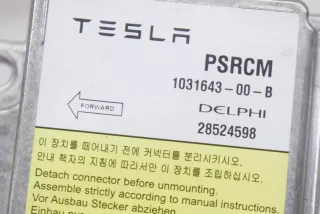 TESLA
PSRCM
1031643-00-B
FORWARD
DELPHI
28524598
이 장치를 떼어내기 전에 커넥터를 분리시키시오.
안내 책자의 지침에 따라서만 이 장치를 조립하십시오.
Detach connector before unmounting.
Assemble strictly according to manual instructions.
Vor Ausbau Stecker abziehen.
Einbau nur